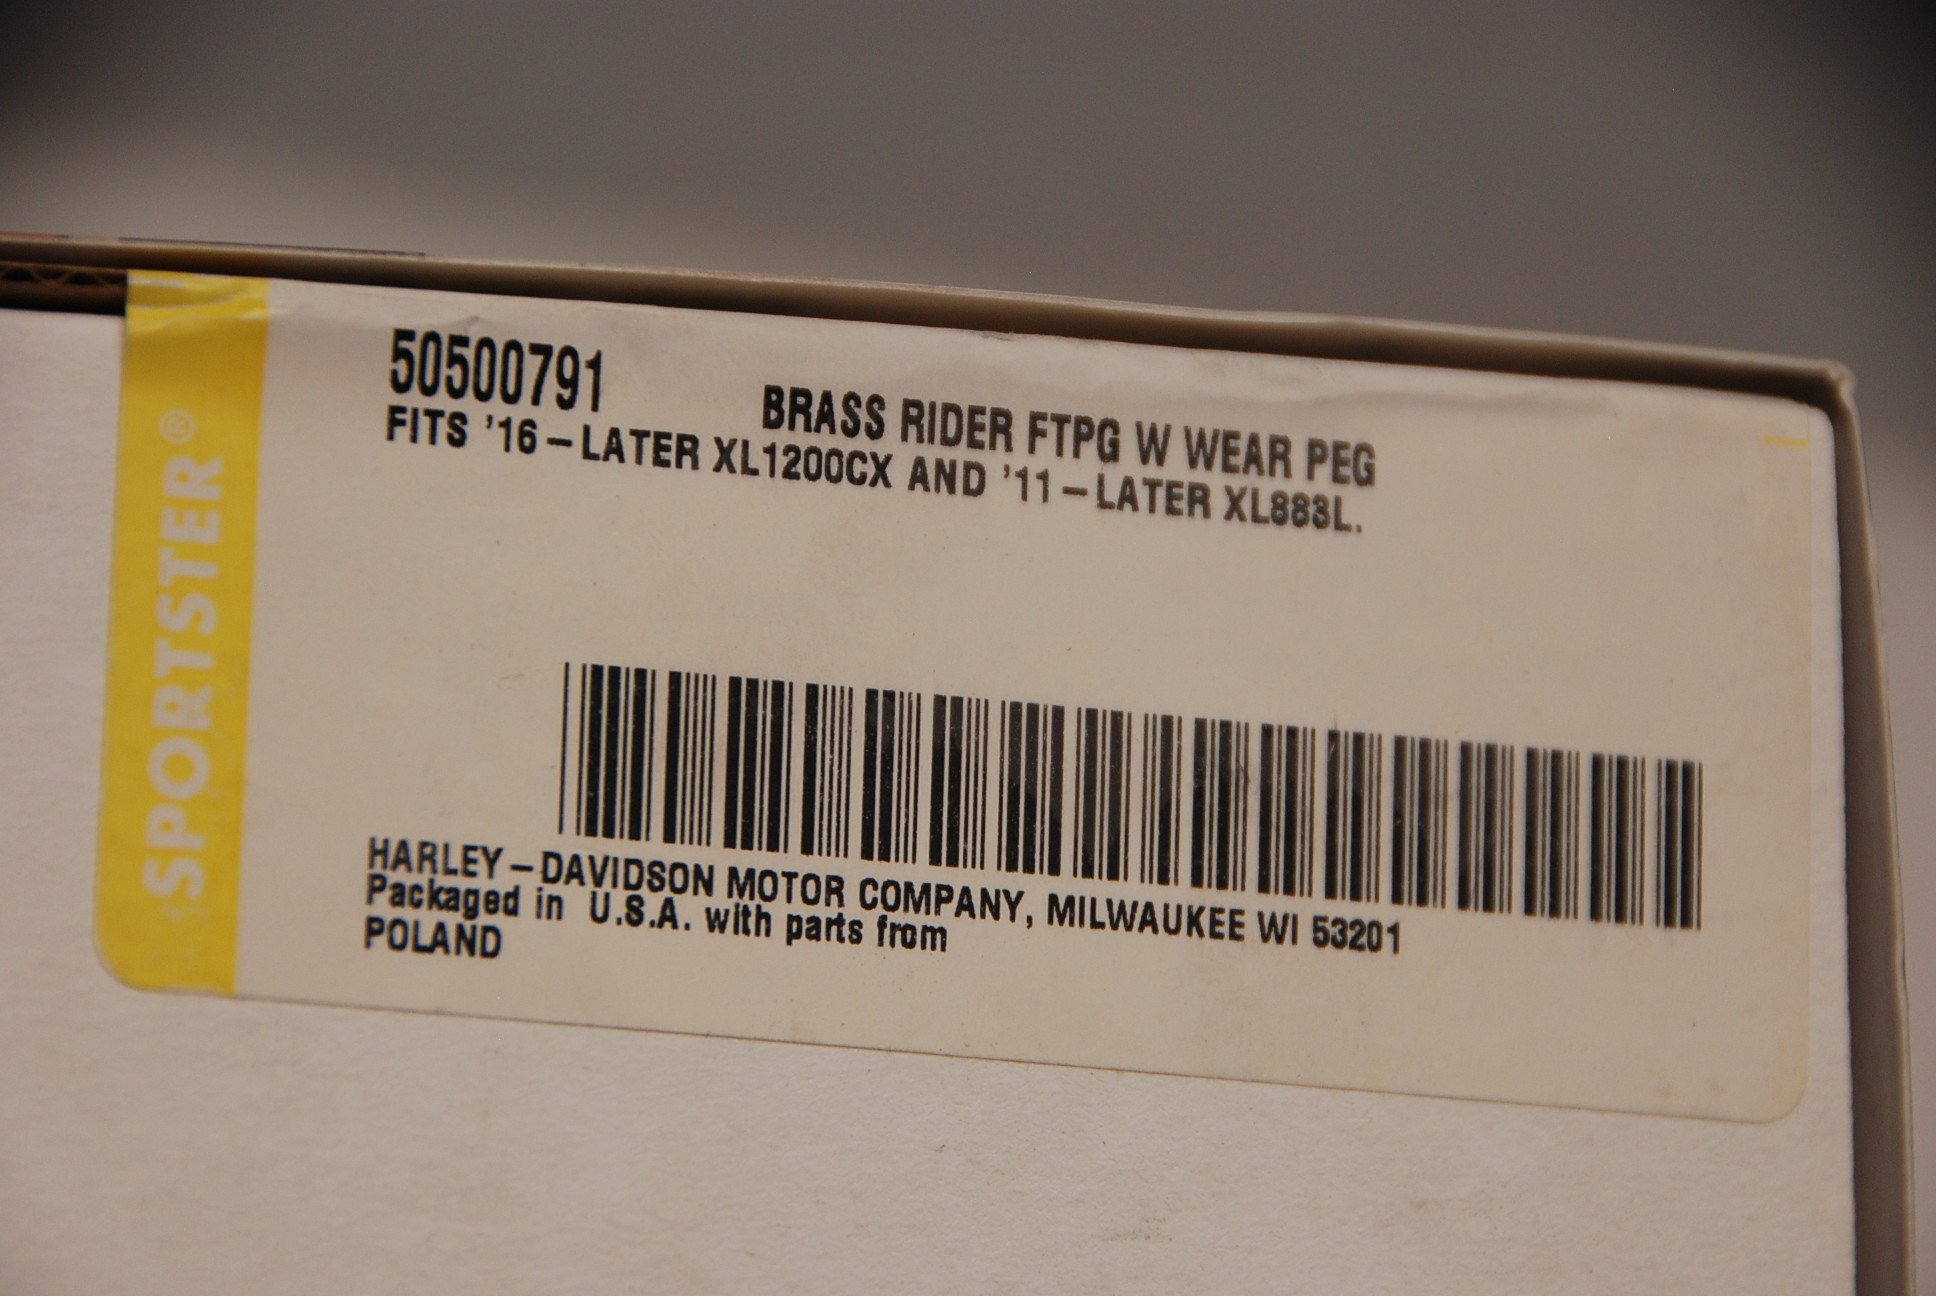 50500791
BRASS RIDER FTPG W WEAR PEG
FITS '16-LATER XL1200CX AND '11-LATER XL883L.
HARLEY-DAVIDSON MOTOR COMPANY, MILWAUKEE WI 53201
Packaged in U.S.A. with parts from
POLAND
SPORTSTER®